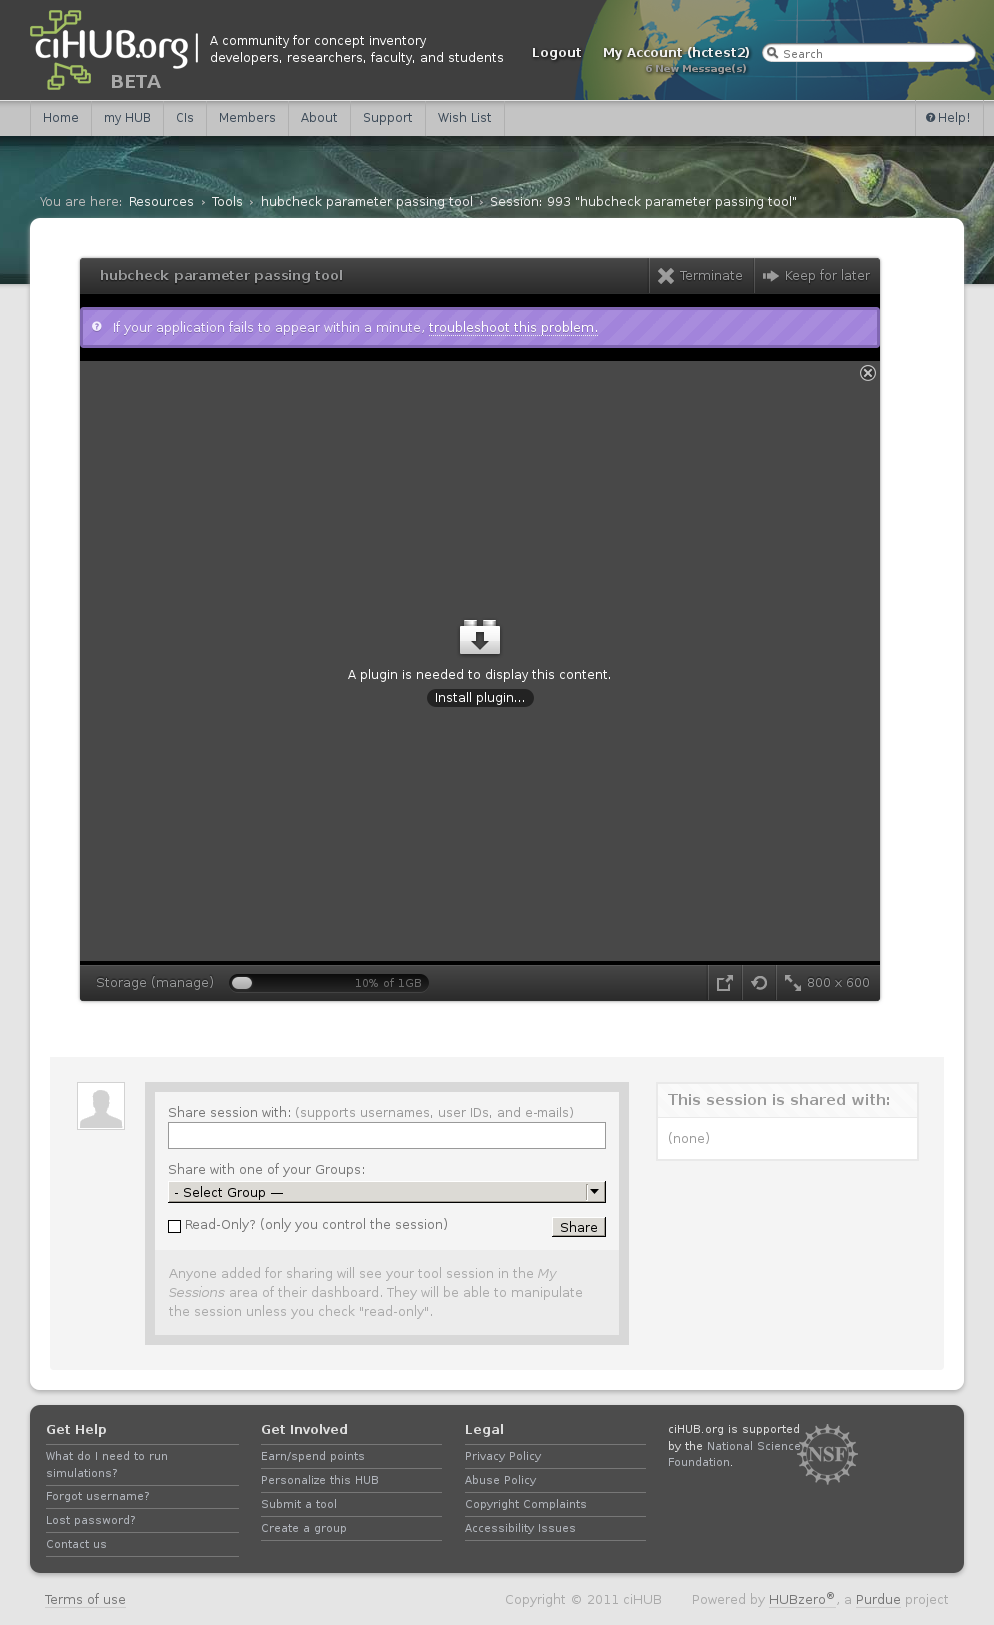 ciHUB.org
BETA
A community for concept inventory
developers, researchers, faculty, and students
Logout
My Account (hctest2)
6 New Message(s)
Search
Home
my HUB
CIs
Members
About
Support
Wish List
Help!
You are here: Resources › Tools › hubcheck parameter passing tool › Session: 993 "hubcheck parameter passing tool"
hubcheck parameter passing tool
Terminate
Keep for later
If your application fails to appear within a minute, troubleshoot this problem.
A plugin is needed to display this content.
Install plugin...
Storage (manage)
10% of 1GB
800 x 600
Share session with: (supports usernames, user IDs, and e-mails)
Share with one of your Groups:
- Select Group —
Read-Only? (only you control the session)
Share
Anyone added for sharing will see your tool session in the My
Sessions area of their dashboard. They will be able to manipulate
the session unless you check "read-only".
This session is shared with:
(none)
Get Help
What do I need to run
simulations?
Forgot username?
Lost password?
Contact us
Get Involved
Earn/spend points
Personalize this HUB
Submit a tool
Create a group
Legal
Privacy Policy
Abuse Policy
Copyright Complaints
Accessibility Issues
ciHUB.org is supported
by the National Science
Foundation.
NSF
Terms of use
Copyright © 2011 ciHUB
Powered by HUBzero®, a Purdue project